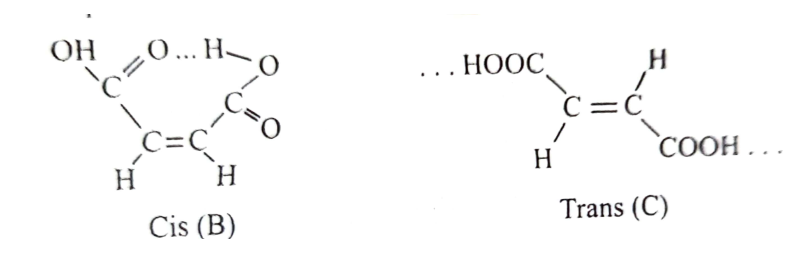 OH O...H–O
C C
O
C=C
H H
Cis (B)
...HOOC H
C=C
H COOH...
Trans (C)